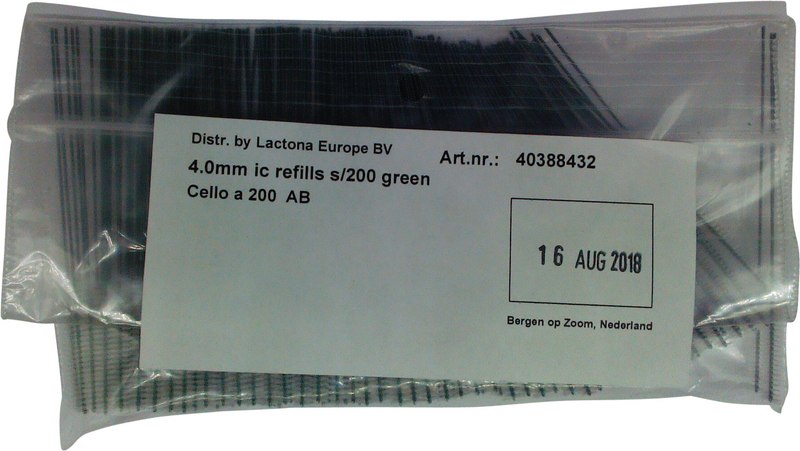 Distr. by Lactona Europe BV
Art.nr.: 40388432
4.0mm ic refills s/200 green
Cello a 200 AB
16 AUG 2018
Bergen op Zoom, Nederland